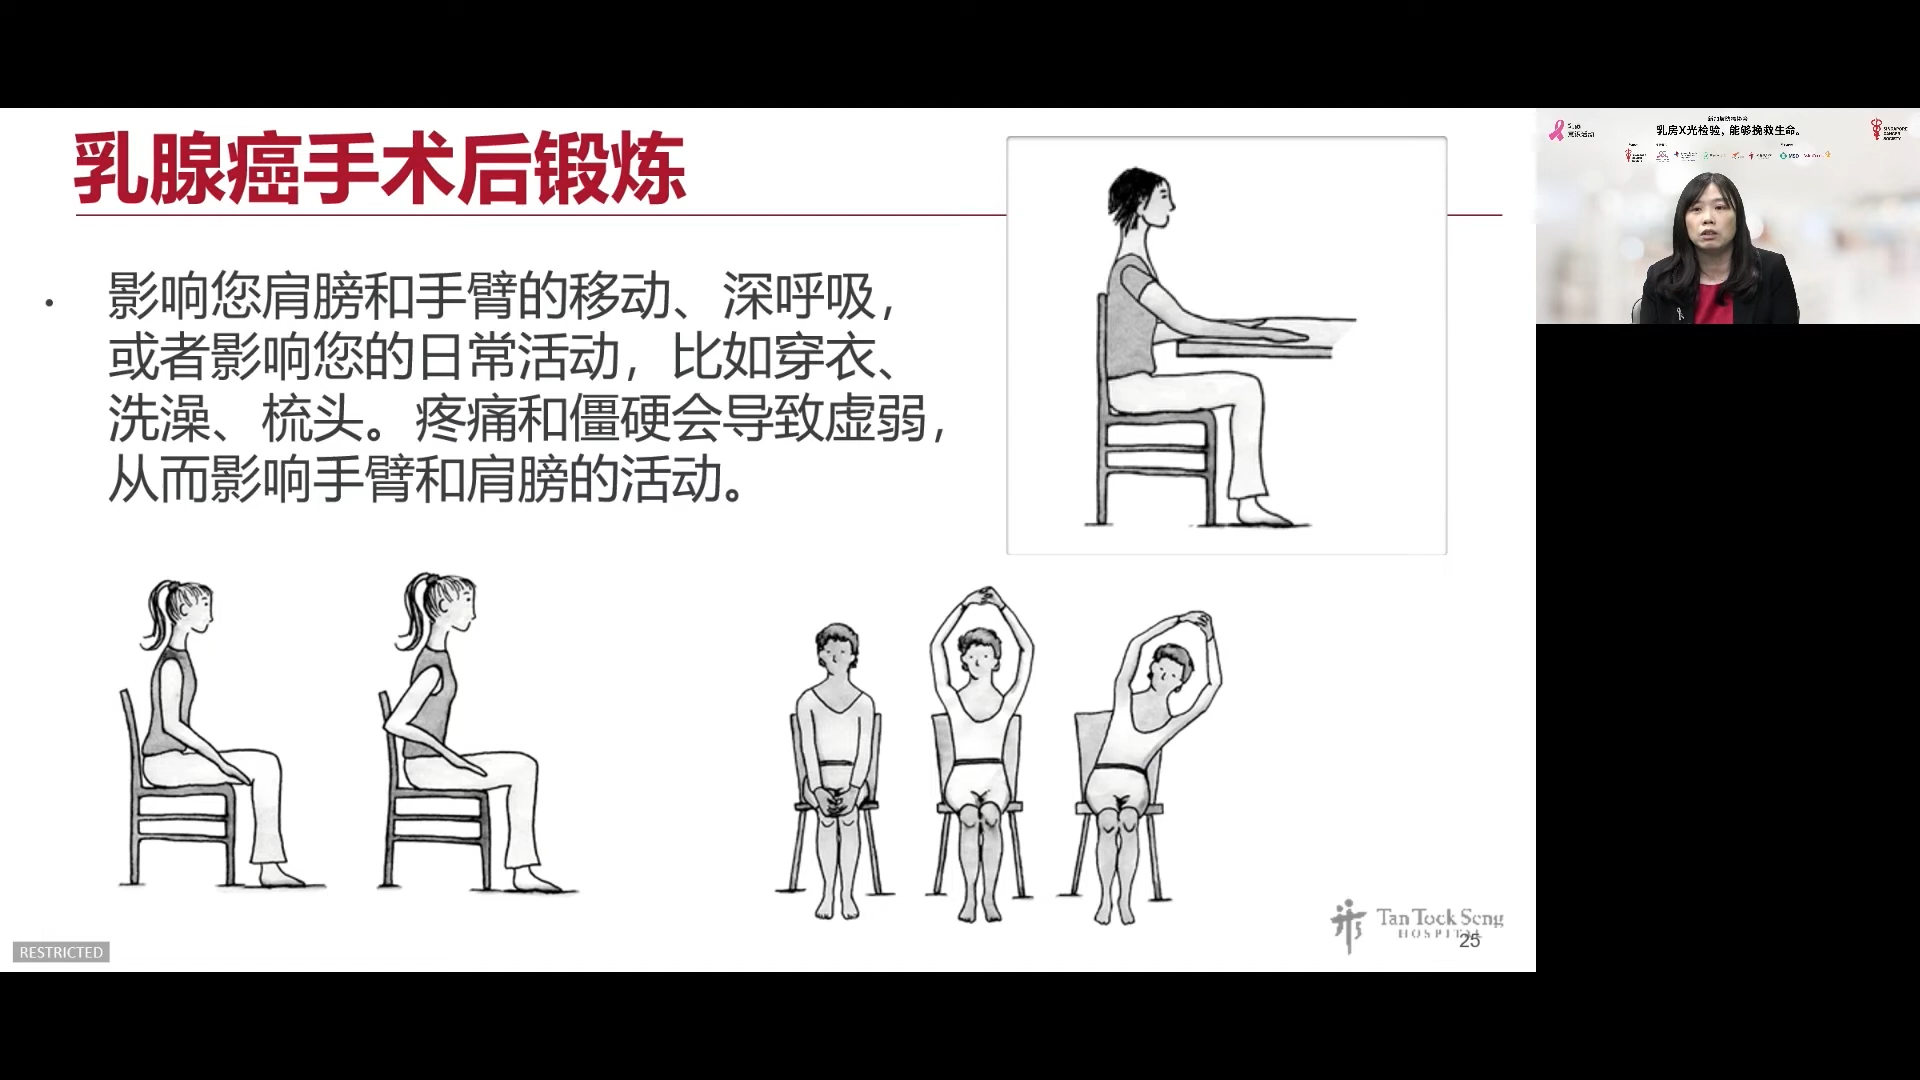 乳腺癌手术后锻炼
• 影响您肩膀和手臂的移动、深呼吸，
或者影响您的日常活动，比如穿衣、
洗澡、梳头。疼痛和僵硬会导致虚弱，
从而影响手臂和肩膀的活动。
RESTRICTED
Tan Tock Seng
HOSPITAL
25
乳房X光检验，能够挽救生命。
SINGAPORE
CANCER
SOCIETY
MSD